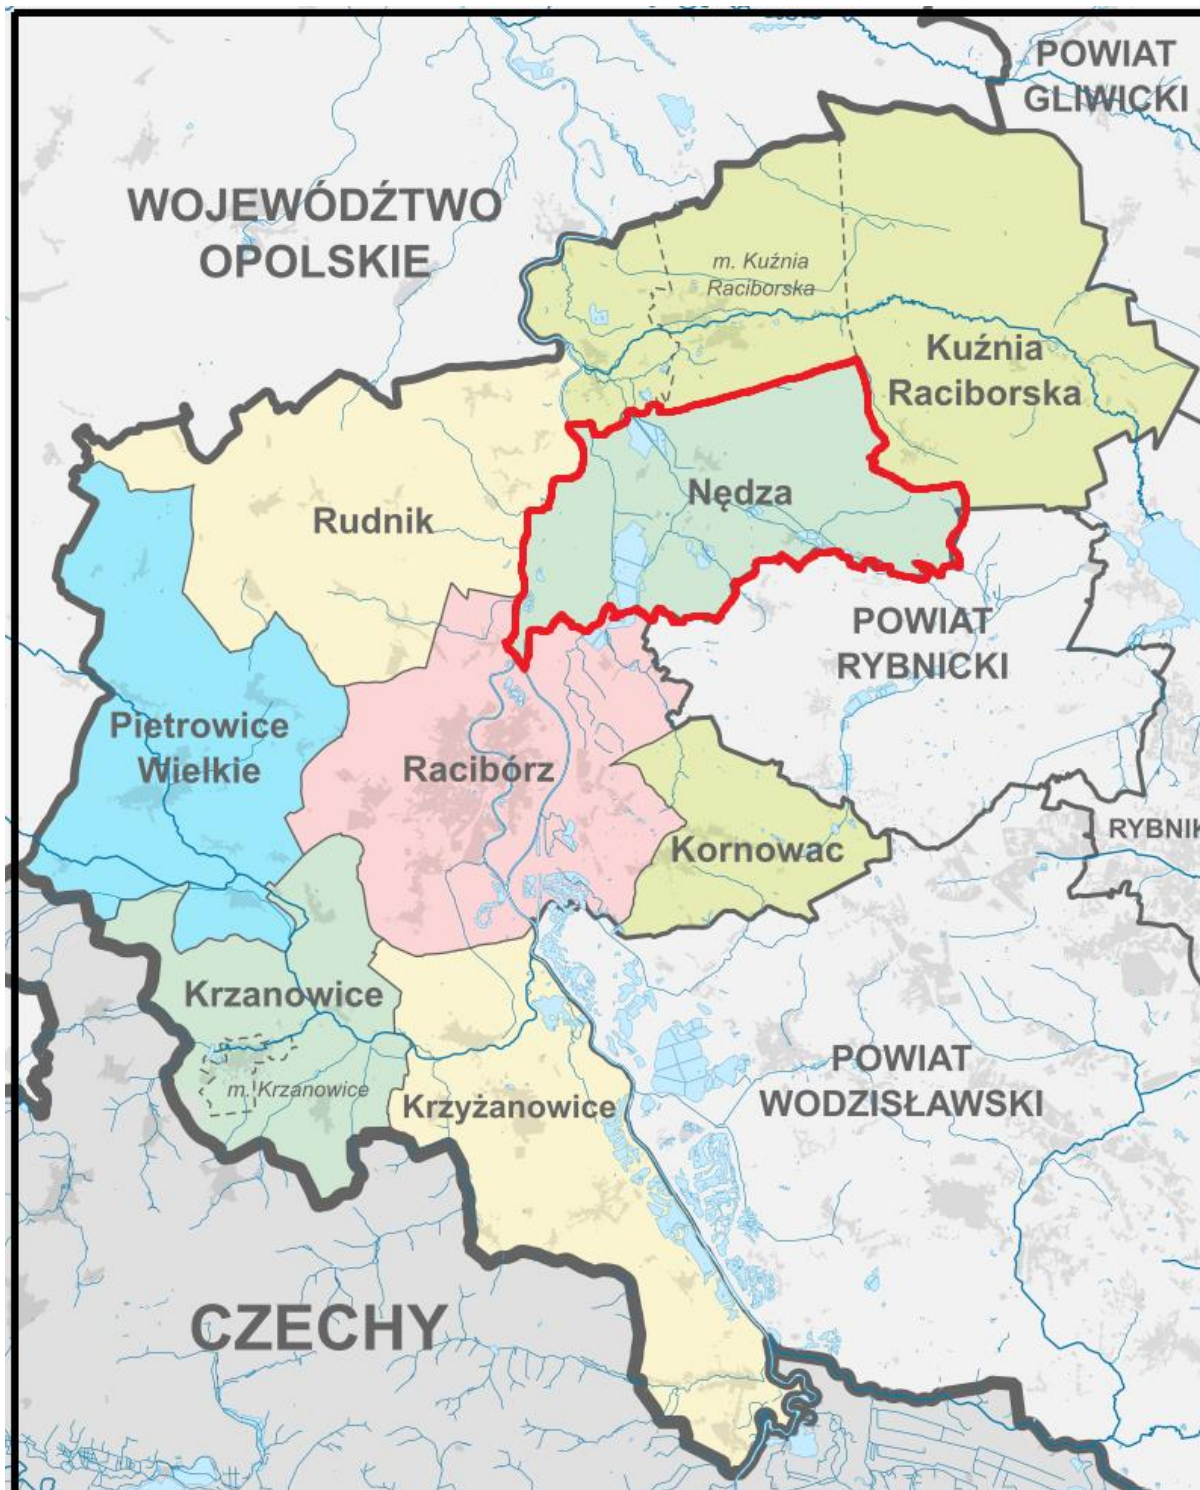 POWIAT
GLIWICKI
WOJEWÓDŹTWO
OPOLSKIE
m. Kuźnia
Raciborska
Kuźnia
Raciborska
Nędza
Rudnik
POWIAT
RYBNICKI
Pietrowice
Wielkie
Racibórz
RYBNIK
Kornowac
Krzanowice
m. Krzanowice
Krzyżanowice
POWIAT
WODZISŁAWSKI
CZECHY